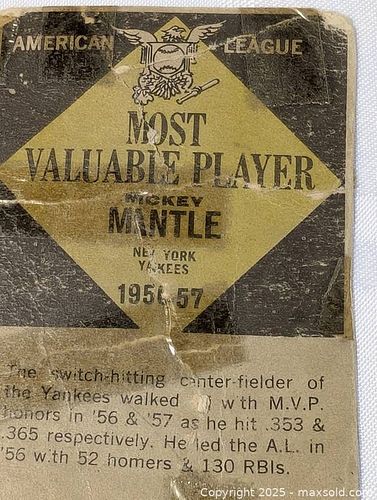 AMERICAN LEAGUE
MOST
VALUABLE PLAYER
MICKEY
MANTLE
NEW YORK
YANKEES
1956-57
The switch-hitting center-fielder of
the Yankees walked with M.V.P.
honors in '56 & '57 as he hit .353 &
.365 respectively. He led the A.L. in
'56 with 52 homers & 130 RBIs.
Copyright © 2025 - maxsold.com